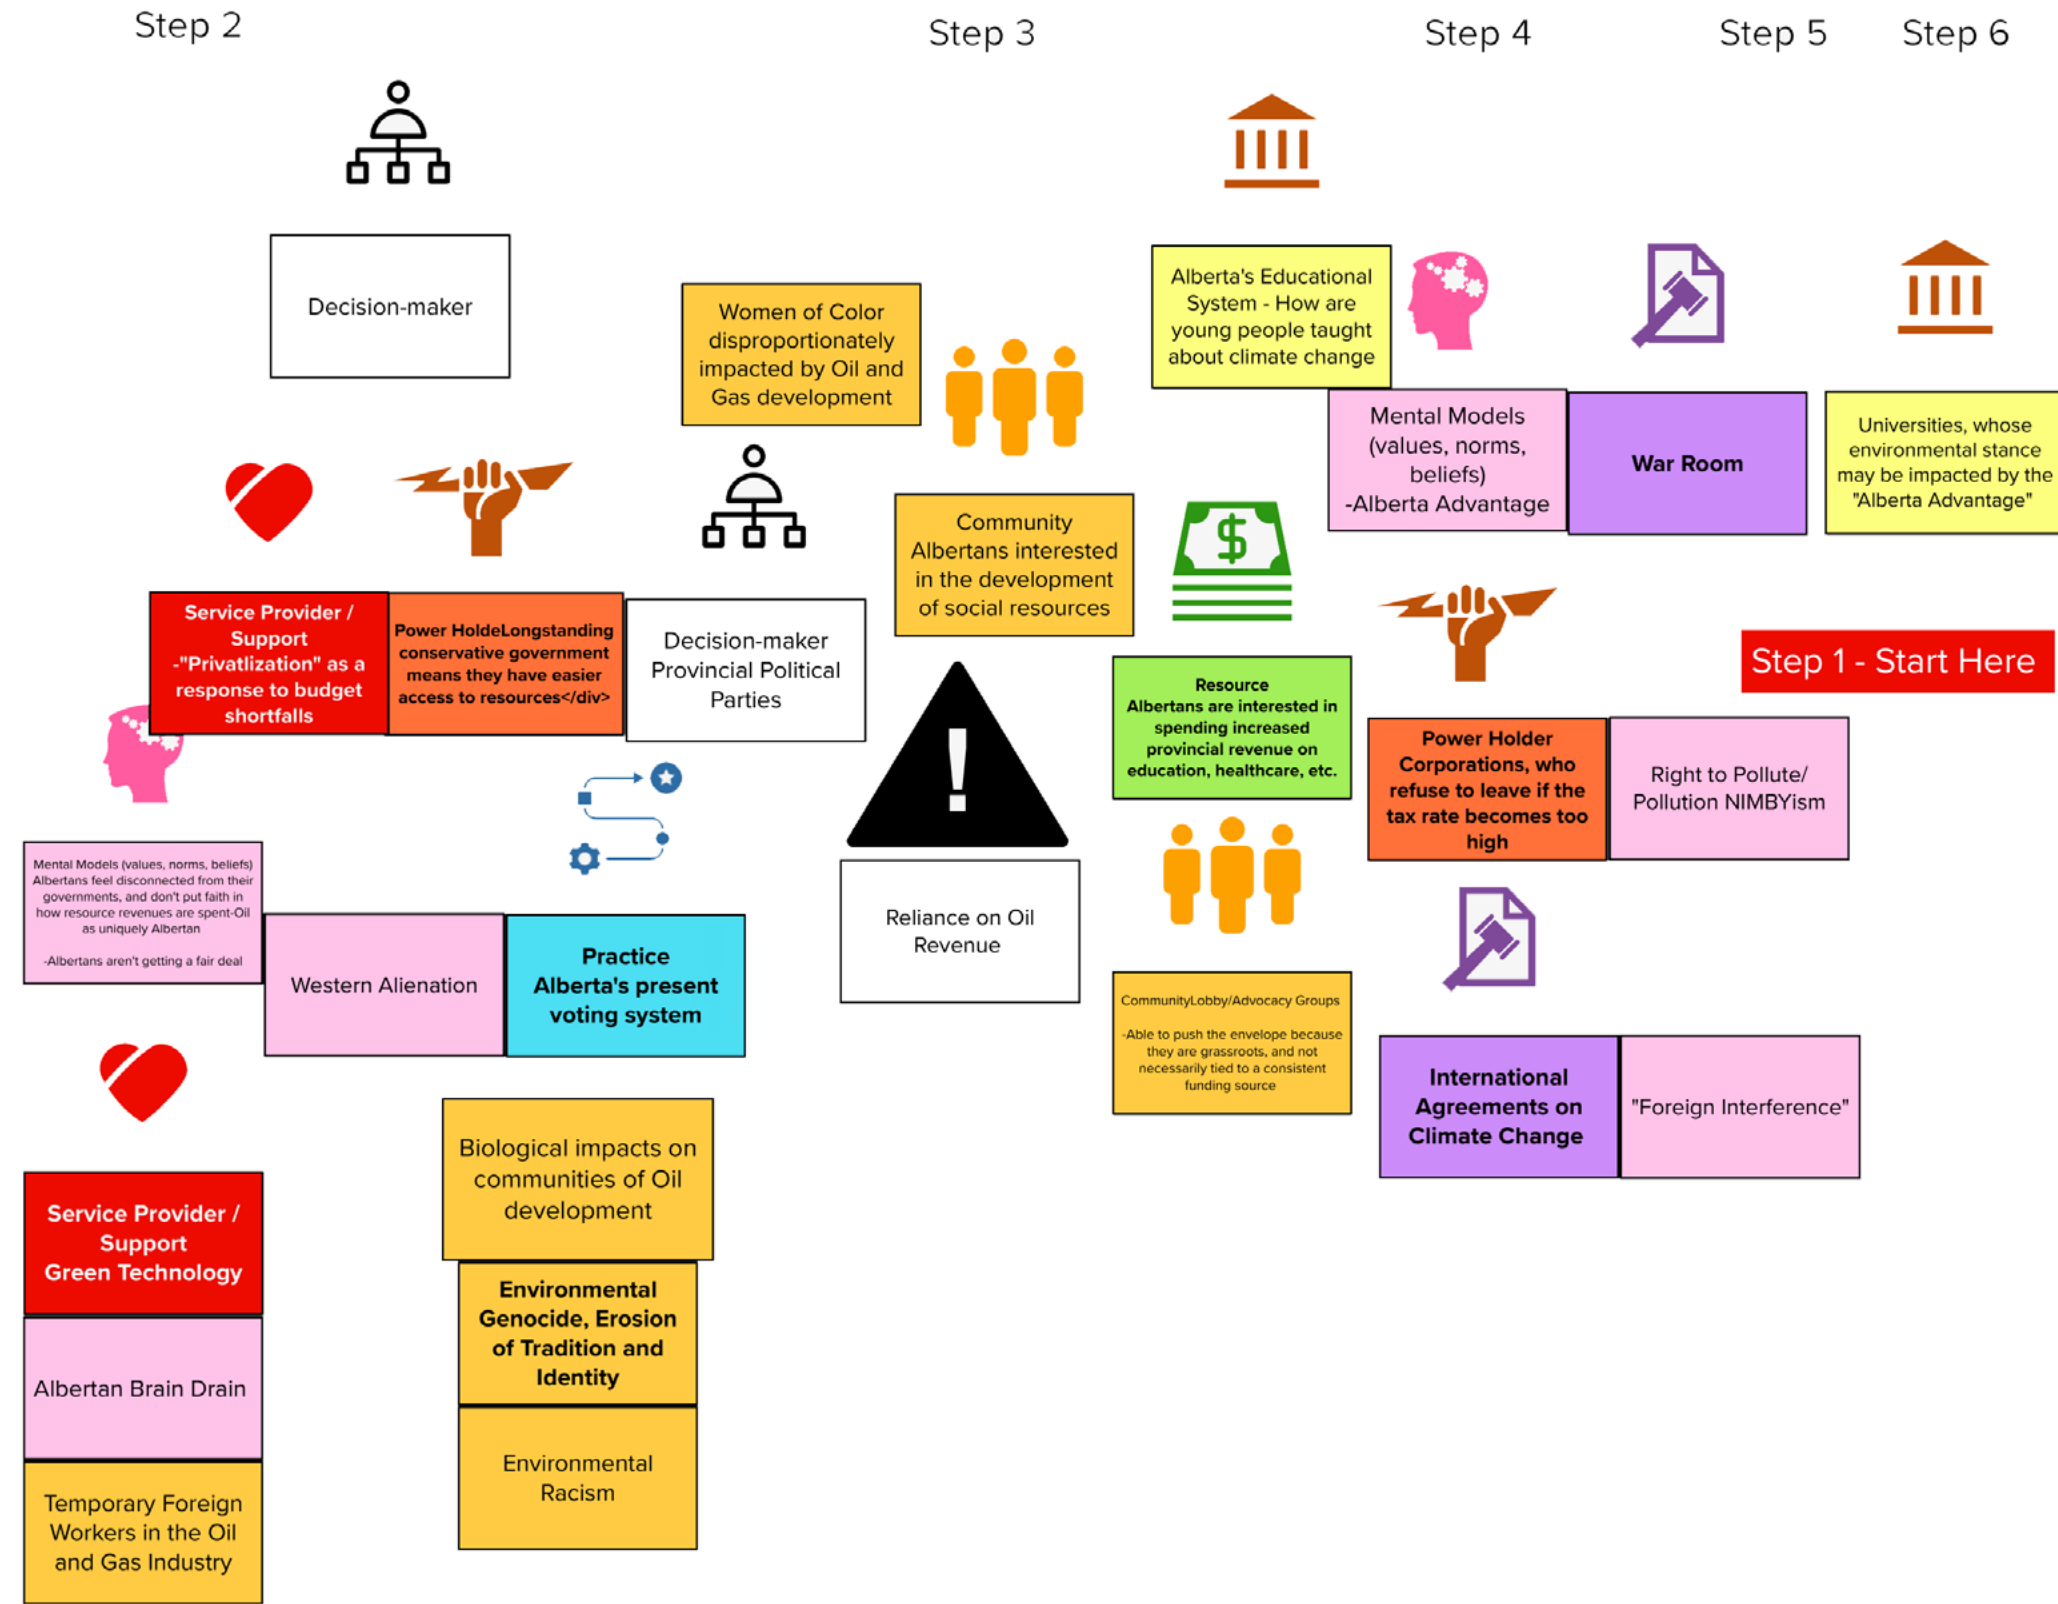 Step 2
Step 3
Step 4
Step 5
Step 6
Decision-maker
Women of Color
disproportionately
impacted by Oil and
Gas development
Alberta's Educational
System - How are
young people taught
about climate change
Mental Models
(values, norms,
beliefs)
-Alberta Advantage
War Room
Universities, whose
environmental stance
may be impacted by the
"Alberta Advantage"
Service Provider /
Support
-"Privatlization" as a
response to budget
shortfalls
Power HoldeLongstanding
conservative government
means they have easier
access to resources</div>
Decision-maker
Provincial Political
Parties
Community
Albertans interested
in the development
of social resources
$
Step 1 - Start Here
!
Resource
Albertans are interested in
spending increased
provincial revenue on
education, healthcare, etc.
Power Holder
Corporations, who
refuse to leave if the
tax rate becomes too
high
Right to Pollute/
Pollution NIMBYism
Mental Models (values, norms, beliefs)
Albertans feel disconnected from their
governments, and don't put faith in
how resource revenues are spent-Oil
as uniquely Albertan
-Albertans aren't getting a fair deal
Western Alienation
Practice
Alberta's present
voting system
Reliance on Oil
Revenue
CommunityLobby/Advocacy Groups
-Able to push the envelope because
they are grassroots, and not
necessarily tied to a consistent
funding source
International
Agreements on
Climate Change
"Foreign Interference"
Service Provider /
Support
Green Technology
Albertan Brain Drain
Temporary Foreign
Workers in the Oil
and Gas Industry
Biological impacts on
communities of Oil
development
Environmental
Genocide, Erosion
of Tradition and
Identity
Environmental
Racism